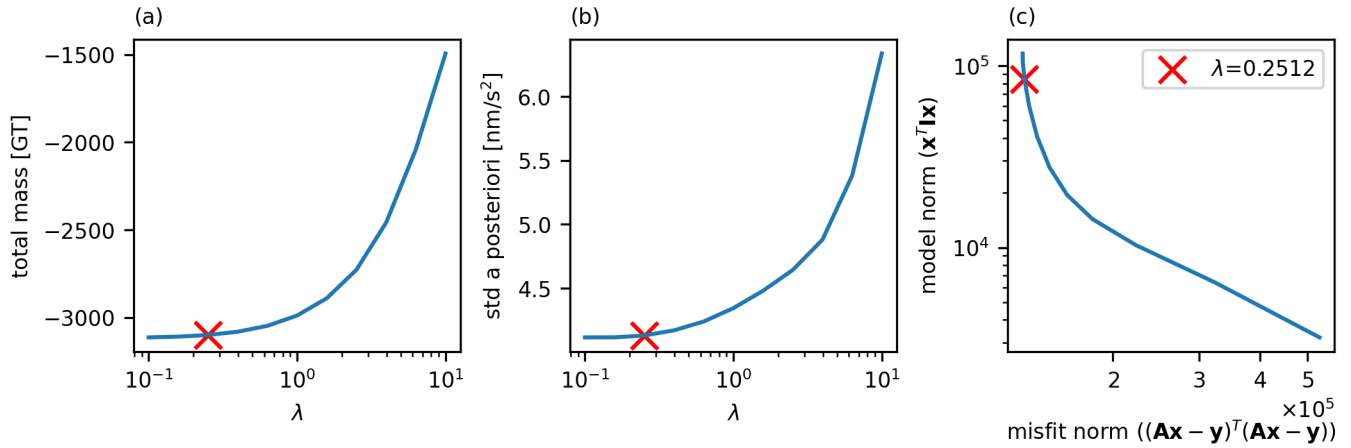 (a)
total mass [GT]
−1500
−2000
−2500
−3000
10⁻¹
10⁰
10¹
λ
(b)
std a posteriori [nm/s²]
6.0
5.5
5.0
4.5
10⁻¹
10⁰
10¹
λ
(c)
model norm (𝐱ᵀ𝐈𝐱)
10⁵
10⁴
λ=0.2512
2
3
4
5
×10⁵
misfit norm ((𝐀𝐱 − 𝐲)ᵀ(𝐀𝐱 − 𝐲))